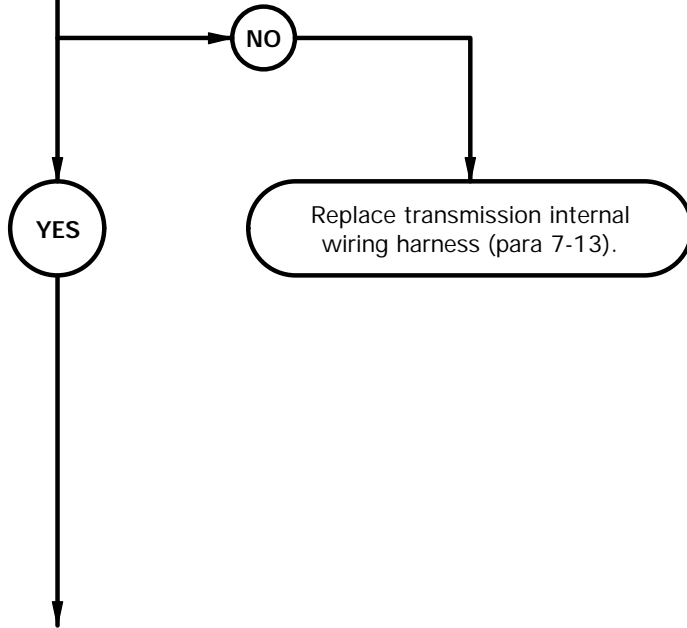 NO
YES
Replace transmission internal
wiring harness (para 7-13).